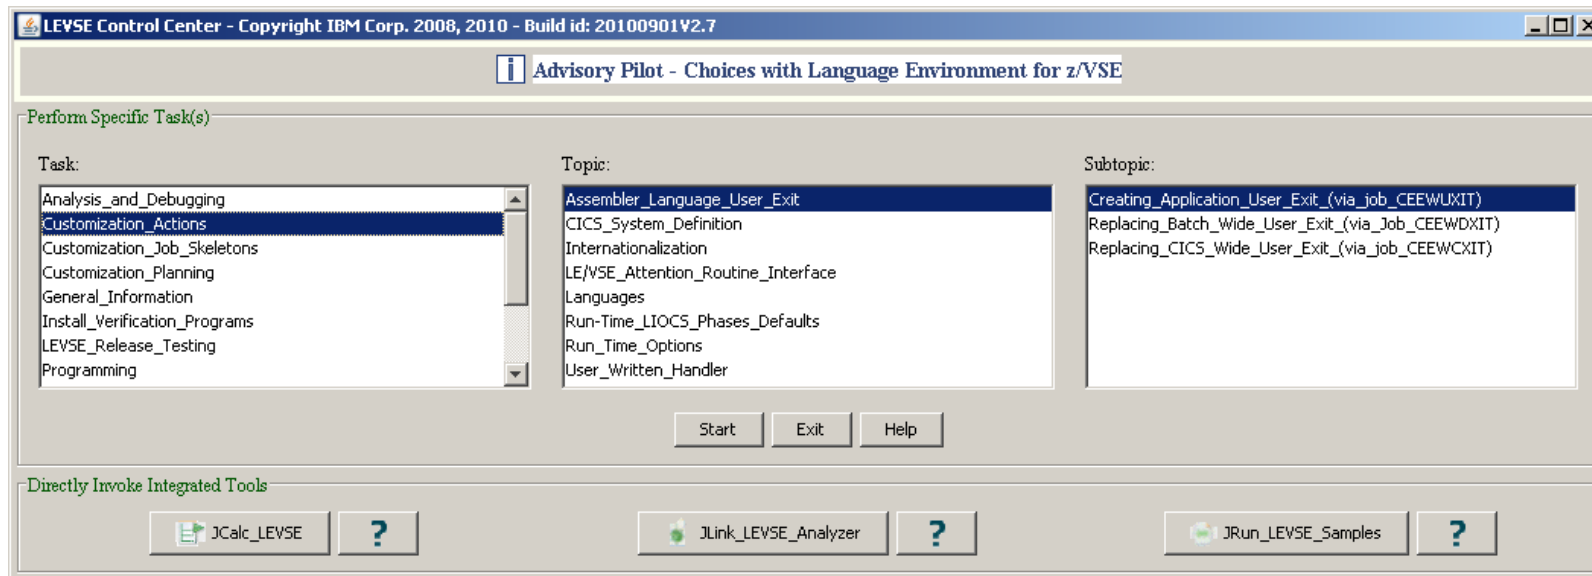 LEVSE Control Center - Copyright IBM Corp. 2008, 2010 - Build id: 20100901V2.7
i Advisory Pilot - Choices with Language Environment for z/VSE
Perform Specific Task(s)
Task:
Analysis_and_Debugging
Customization_Actions
Customization_Job_Skeletons
Customization_Planning
General_Information
Install_Verification_Programs
LEVSE_Release_Testing
Programming
Topic:
Assembler_Language_User_Exit
CICS_System_Definition
Internationalization
LE/VSE_Attention_Routine_Interface
Languages
Run-Time_LIOCS_Phases_Defaults
Run_Time_Options
User_Written_Handler
Subtopic:
Creating_Application_User_Exit_(via_job_CEEWUXIT)
Replacing_Batch_Wide_User_Exit_(via_Job_CEEWDXIT)
Replacing_CICS_Wide_User_Exit_(via_job_CEEWCXIT)
Start Exit Help
Directly Invoke Integrated Tools
JCalc_LEVSE ? JLink_LEVSE_Analyzer ? JRun_LEVSE_Samples ?